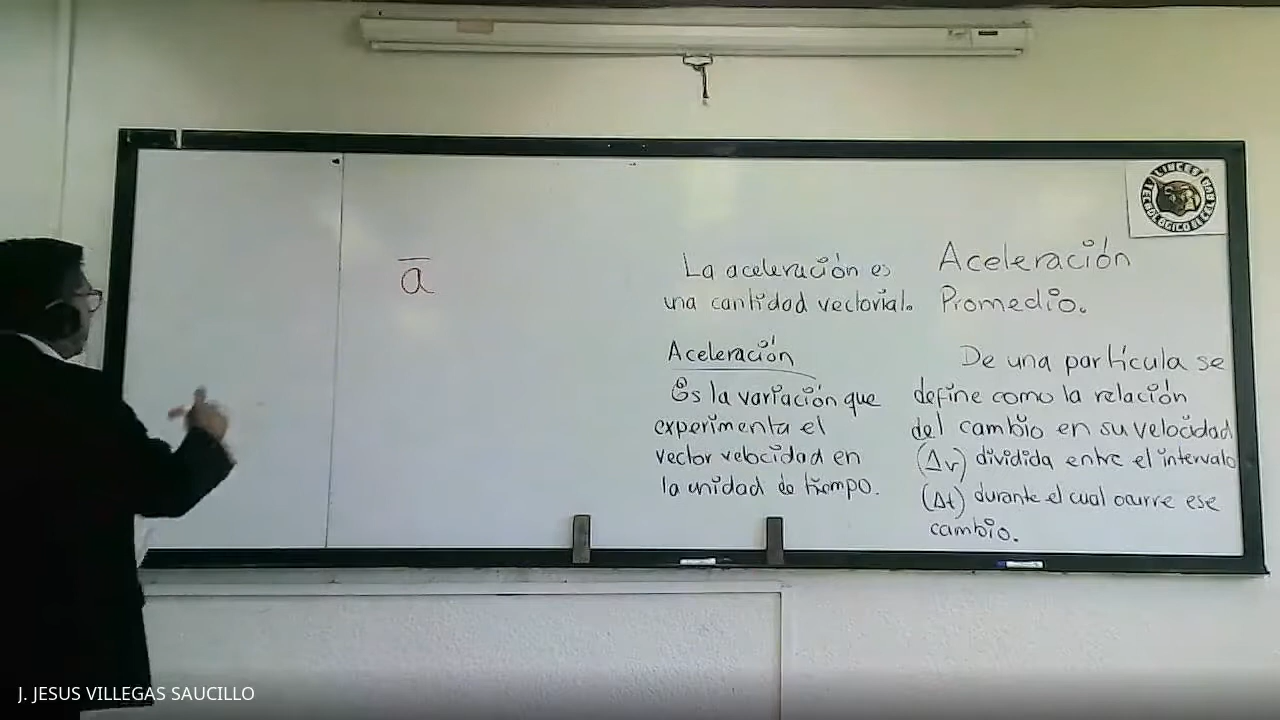 a̅
La aceleración es
una cantidad vectorial.
Aceleración
Es la variación que
experimenta el
vector velocidad en
la unidad de tiempo.
Aceleración
Promedio.
De una partícula se
define como la relación
del cambio en su velocidad
(Δv) dividida entre el intervalo
(Δt) durante el cual ocurre ese
cambio.
LINCES
J. JESUS VILLEGAS SAUCILLO